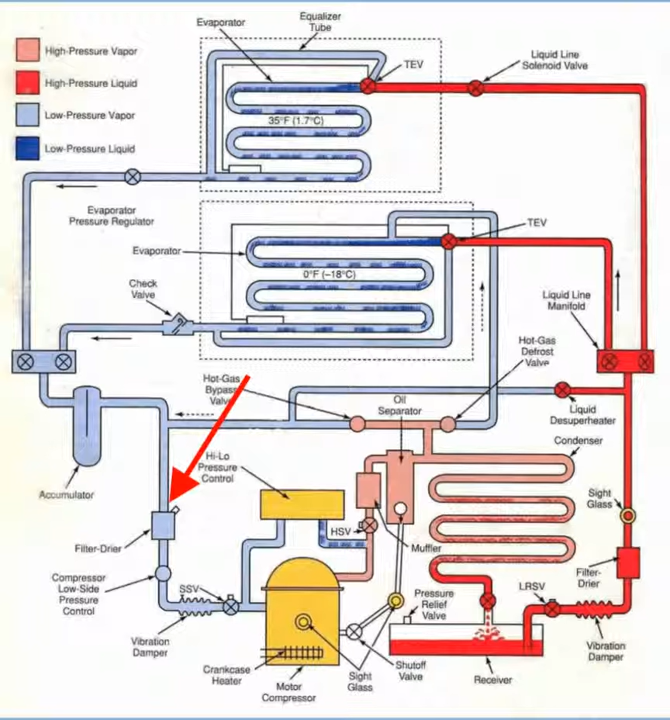 Evaporator
Equalizer
Tube
High-Pressure Vapor
TEV
Liquid Line
Solenoid Valve
High-Pressure Liquid
Low-Pressure Vapor
35°F (1.7°C)
Low-Pressure Liquid
Evaporator
Pressure Regulator
TEV
Evaporator
0°F (–18°C)
Check
Valve
Liquid Line
Manifold
Hot-Gas
Defrost
Valve
Hot-Gas
Bypass
Valve
Oil
Separator
Liquid
Desuperheater
Condenser
Accumulator
Hi-Lo
Pressure
Control
Sight
Glass
HSV
Muffler
Filter-Drier
Filter-
Drier
Compressor
Low-Side
Pressure
Control
SSV
Pressure
Relief
Valve
LRSV
Vibration
Damper
Vibration
Damper
Crankcase
Heater
Motor
Compressor
Sight
Glass
Shutoff
Valve
Receiver